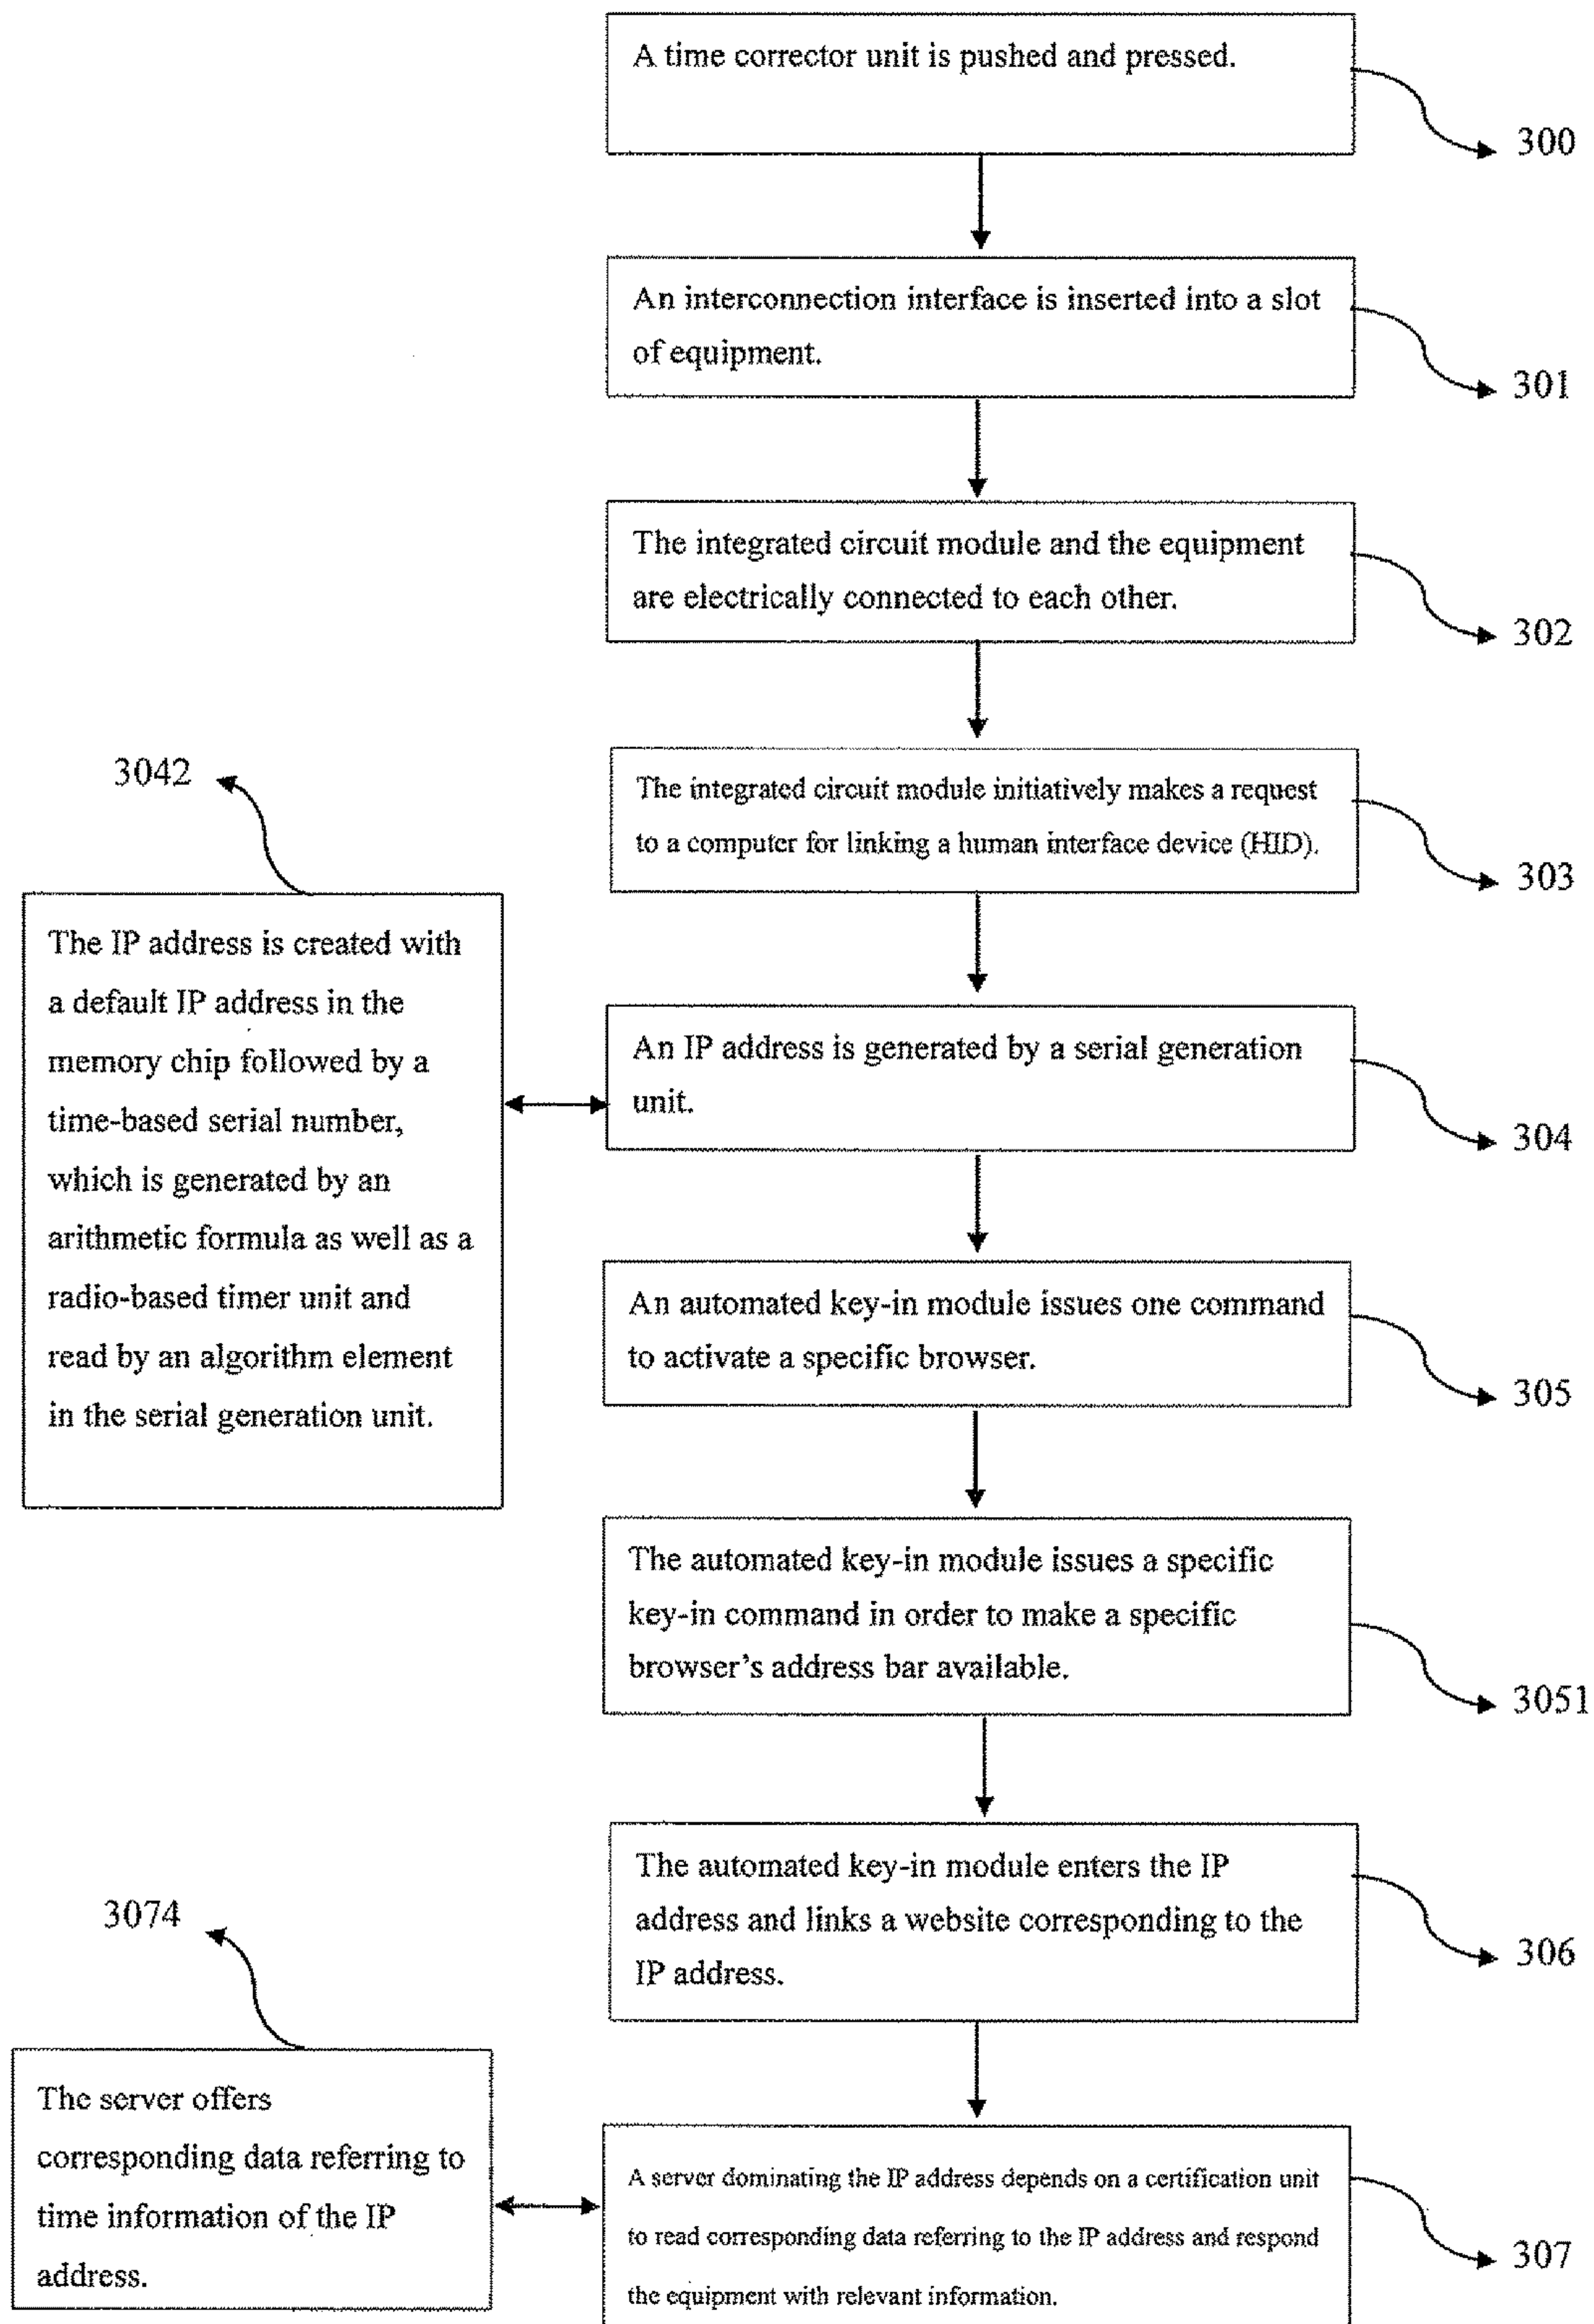 A time corrector unit is pushed and pressed.
300
An interconnection interface is inserted into a slot
of equipment.
301
The integrated circuit module and the equipment
are electrically connected to each other.
302
The integrated circuit module initiatively makes a request
to a computer for linking a human interface device (HID).
303
3042
The IP address is created with
a default IP address in the
memory chip followed by a
time-based serial number,
which is generated by an
arithmetic formula as well as a
radio-based timer unit and
read by an algorithm element
in the serial generation unit.
An IP address is generated by a serial generation
unit.
304
An automated key-in module issues one command
to activate a specific browser.
305
The automated key-in module issues a specific
key-in command in order to make a specific
browser's address bar available.
3051
The automated key-in module enters the IP
address and links a website corresponding to the
IP address.
306
3074
The server offers
corresponding data referring to
time information of the IP
address.
A server dominating the IP address depends on a certification unit
to read corresponding data referring to the IP address and respond
the equipment with relevant information.
307